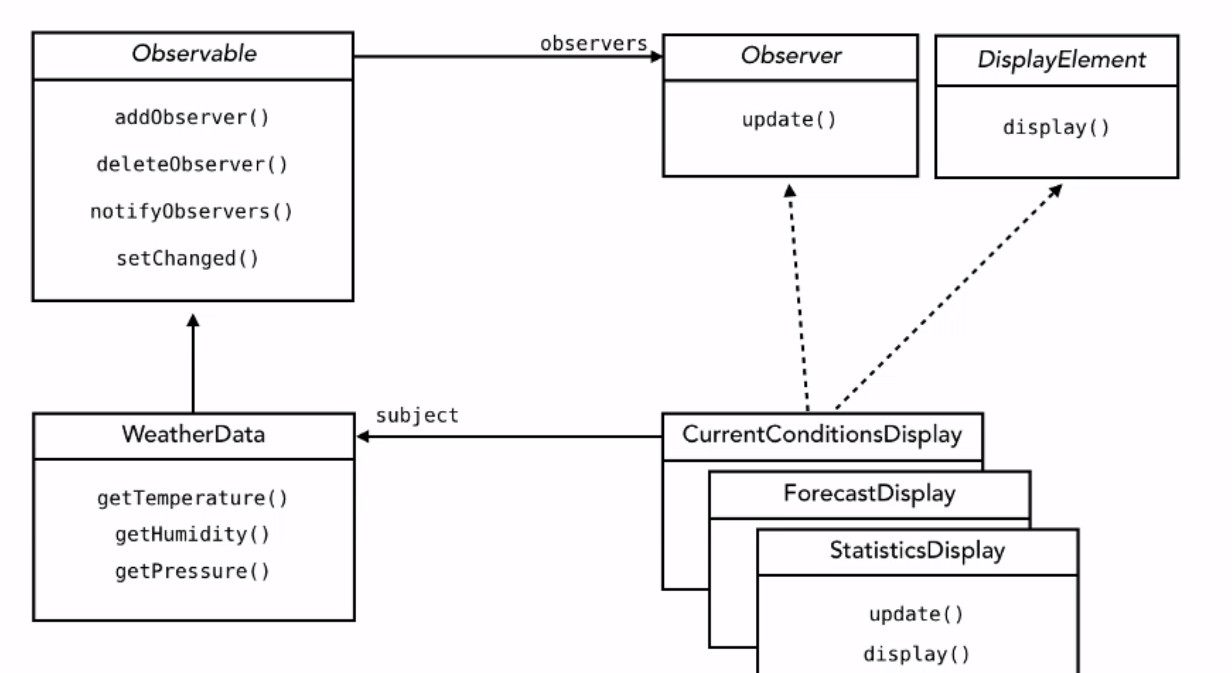 Observable
addObserver()
deleteObserver()
notifyObservers()
setChanged()
observers
Observer
update()
DisplayElement
display()
WeatherData
getTemperature()
getHumidity()
getPressure()
subject
CurrentConditionsDisplay
ForecastDisplay
StatisticsDisplay
update()
display()